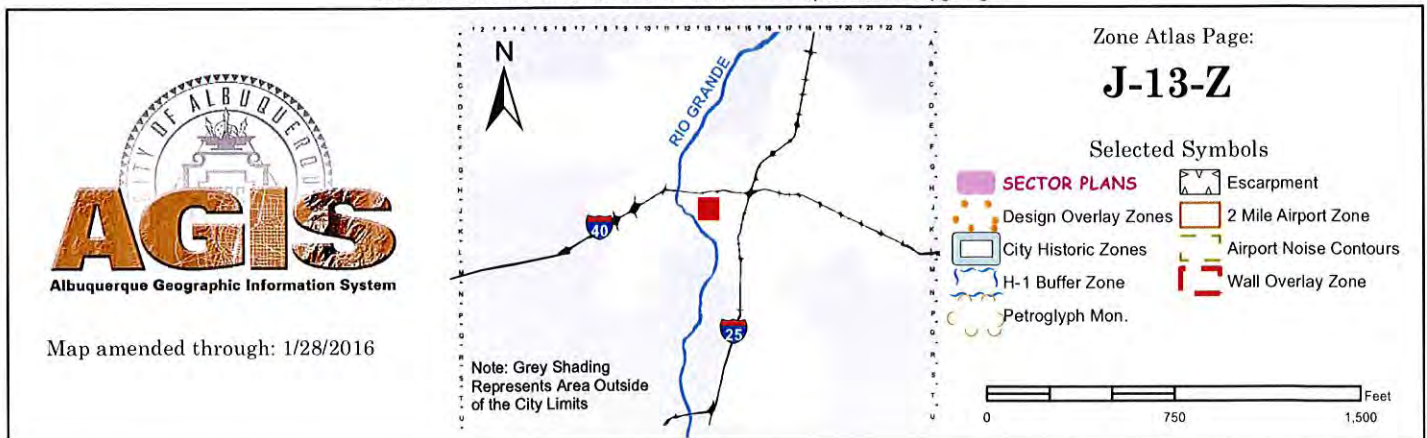 CITY OF ALBUQUERQUE
AGIS
Albuquerque Geographic Information System
Map amended through: 1/28/2016
N
RIO GRANDE
40
25
Note: Grey Shading
Represents Area Outside
of the City Limits
Zone Atlas Page:
J-13-Z
Selected Symbols
SECTOR PLANS
Escarpment
Design Overlay Zones
2 Mile Airport Zone
City Historic Zones
Airport Noise Contours
H-1 Buffer Zone
Wall Overlay Zone
Petroglyph Mon.
Feet
0 750 1,500